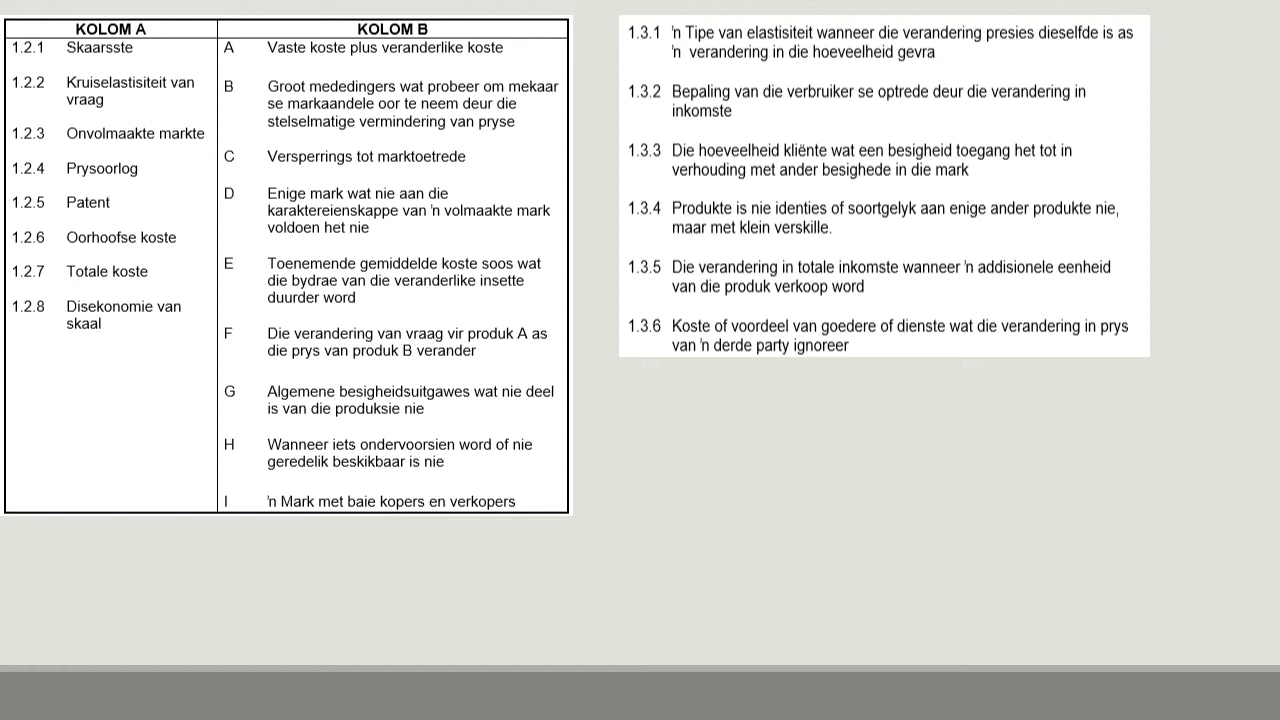 KOLOM A
KOLOM B
1.2.1 Skaarsste
1.2.2 Kruiselastisiteit van
vraag
1.2.3 Onvolmaakte markte
1.2.4 Prysoorlog
1.2.5 Patent
1.2.6 Oorhoofse koste
1.2.7 Totale koste
1.2.8 Disekonomie van
skaal
A Vaste koste plus veranderlike koste
B Groot mededingers wat probeer om mekaar
se markaandele oor te neem deur die
stelselmatige vermindering van pryse
C Versperrings tot marktoetrede
D Enige mark wat nie aan die
karaktereienskappe van 'n volmaakte mark
voldoen het nie
E Toenemende gemiddelde koste soos wat
die bydrae van die veranderlike insette
duurder word
F Die verandering van vraag vir produk A as
die prys van produk B verander
G Algemene besigheidsuitgawes wat nie deel
is van die produksie nie
H Wanneer iets ondervoorsien word of nie
geredelik beskikbaar is nie
I 'n Mark met baie kopers en verkopers
1.3.1 'n Tipe van elastisiteit wanneer die verandering presies dieselfde is as
'n verandering in die hoeveelheid gevra
1.3.2 Bepaling van die verbruiker se optrede deur die verandering in
inkomste
1.3.3 Die hoeveelheid kliënte wat een besigheid toegang het tot in
verhouding met ander besighede in die mark
1.3.4 Produkte is nie identies of soortgelyk aan enige ander produkte nie,
maar met klein verskille.
1.3.5 Die verandering in totale inkomste wanneer 'n addisionele eenheid
van die produk verkoop word
1.3.6 Koste of voordeel van goedere of dienste wat die verandering in prys
van 'n derde party ignoreer